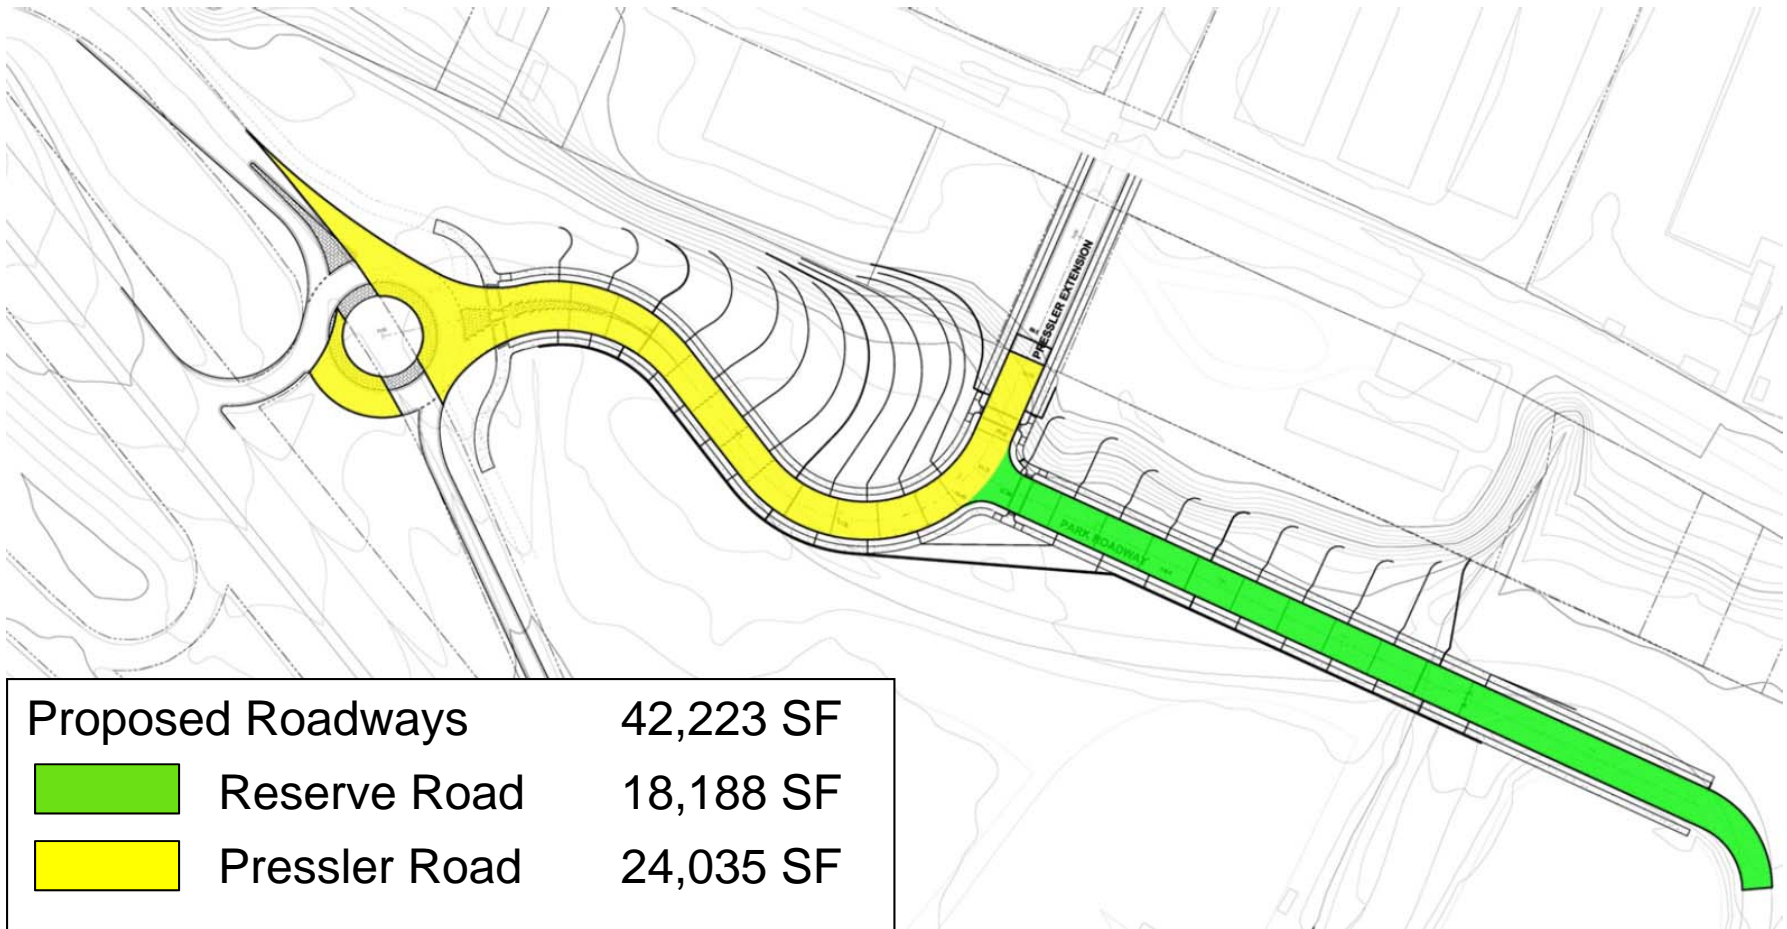 PRESSLER EXTENSION
PARK ROADWAY
Proposed Roadways 42,223 SF
Reserve Road 18,188 SF
Pressler Road 24,035 SF